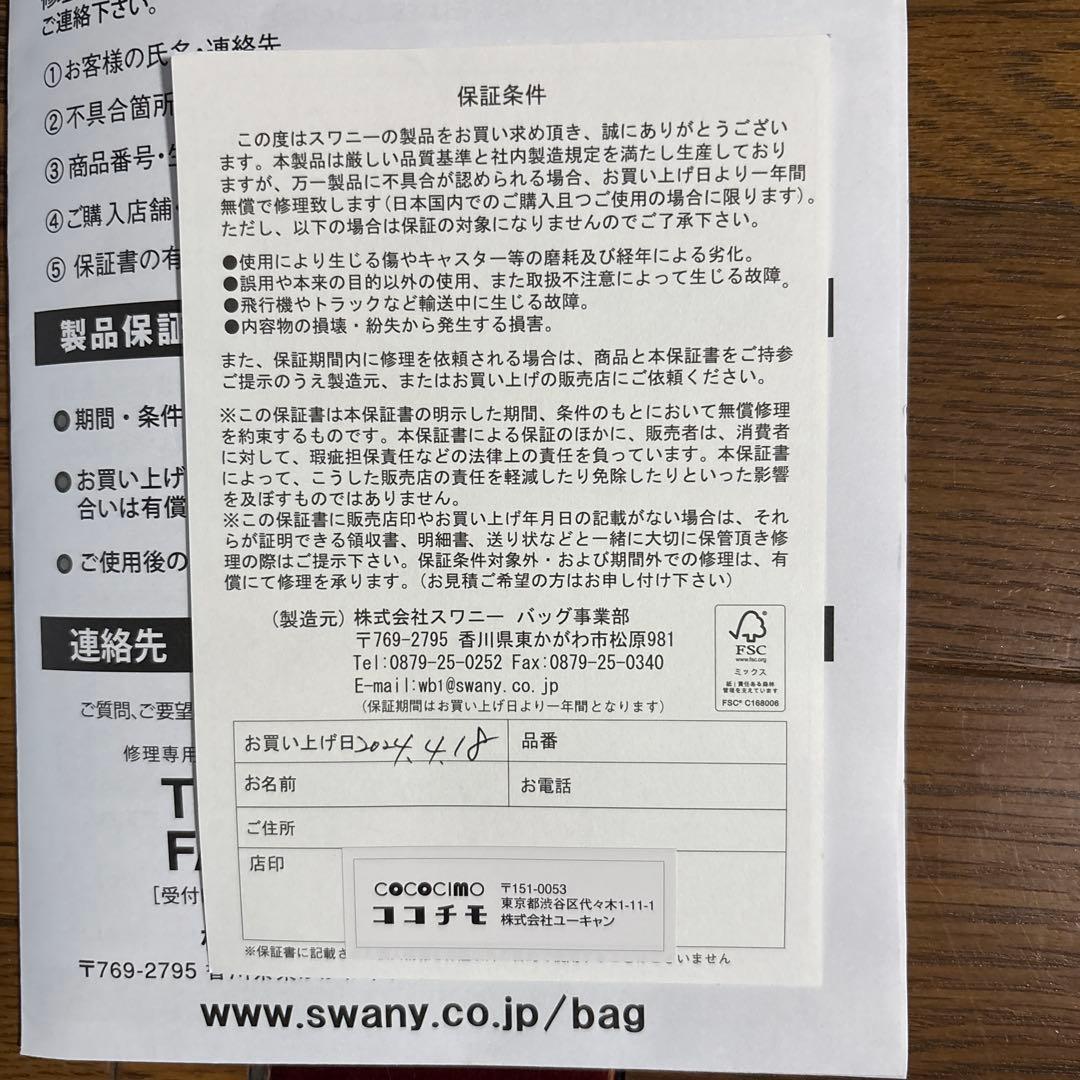 ご連絡下さい。
①お客様の氏名・連絡先
②不具合箇所
③商品番号・
④ご購入店舗・
⑤ 保証書の有
製品保証
●期間・条件
●お買い上げ
合いは有償
●ご使用後の
連絡先
ご質問、ご要望
修理専用
[受付
〒769-2795
www.swany.co.jp/bag
保証条件
この度はスワニーの製品をお買い求め頂き、誠にありがとうござい
ます。本製品は厳しい品質基準と社内製造規定を満たし生産しており
ますが、万一製品に不具合が認められる場合、お買い上げ日より一年間
無償で修理致します(日本国内でのご購入且つご使用の場合に限ります)。
ただし、以下の場合は保証の対象になりませんのでご了承下さい。
●使用により生じる傷やキャスター等の磨耗及び経年による劣化。
●誤用や本来の目的以外の使用、また取扱不注意によって生じる故障。
●飛行機やトラックなど輸送中に生じる故障。
●内容物の損壊・紛失から発生する損害。
また、保証期間内に修理を依頼される場合は、商品と本保証書をご持参
ご提示のうえ製造元、またはお買い上げの販売店にご依頼ください。
※この保証書は本保証書の明示した期間、条件のもとにおいて無償修理
を約束するものです。本保証書による保証のほかに、販売者は、消費者
に対して、瑕疵担保責任などの法律上の責任を負っています。本保証書
によって、こうした販売店の責任を軽減したり免除したりといった影響
を及ぼすものではありません。
※この保証書に販売店印やお買い上げ年月日の記載がない場合は、それ
らが証明できる領収書、明細書、送り状などと一緒に大切に保管頂き修
理の際はご提示下さい。保証条件対象外・および期間外での修理は、有
償にて修理を承ります。(お見積ご希望の方はお申し付け下さい)
(製造元) 株式会社スワニー バッグ事業部
〒769-2795 香川県東かがわ市松原981
Tel:0879-25-0252 Fax:0879-25-0340
E-mail:wb1@swany.co.jp
(保証期間はお買い上げ日より一年間となります)
FSC
www.fsc.org
ミックス
紙|責任ある森林
管理を支えています
FSC® C168006
お買い上げ日 2024.4.18 品番
お名前 お電話
ご住所
店印
COCOCIMO
ココチモ
〒151-0053
東京都渋谷区代々木1-11-1
株式会社ユーキャン
※保証書に記載さ
いません